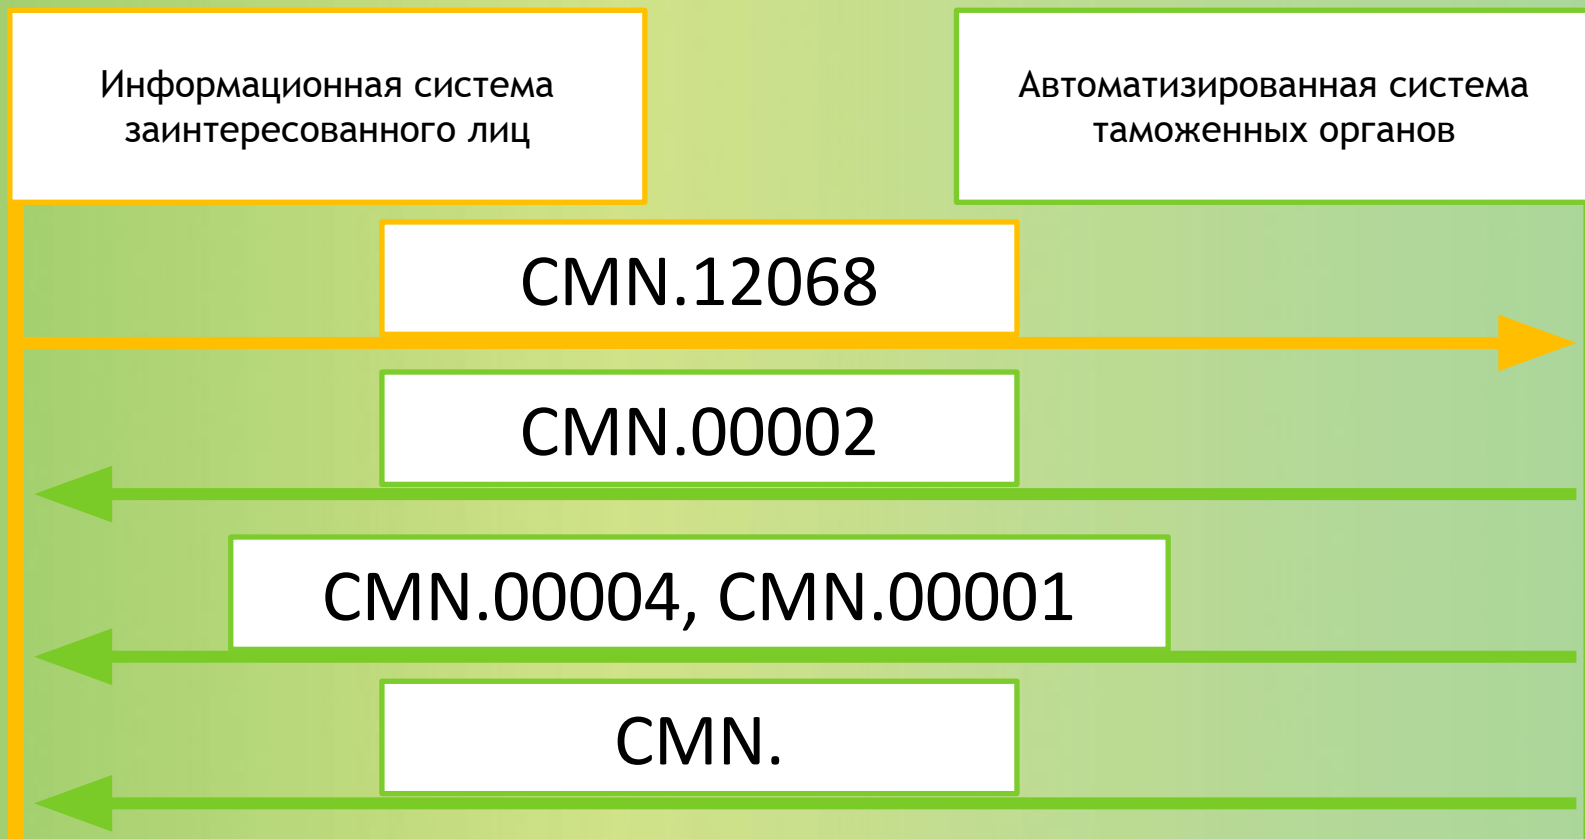 Информационная система
заинтересованного лиц
Автоматизированная система
таможенных органов
CMN.12068
CMN.00002
CMN.00004, CMN.00001
CMN.